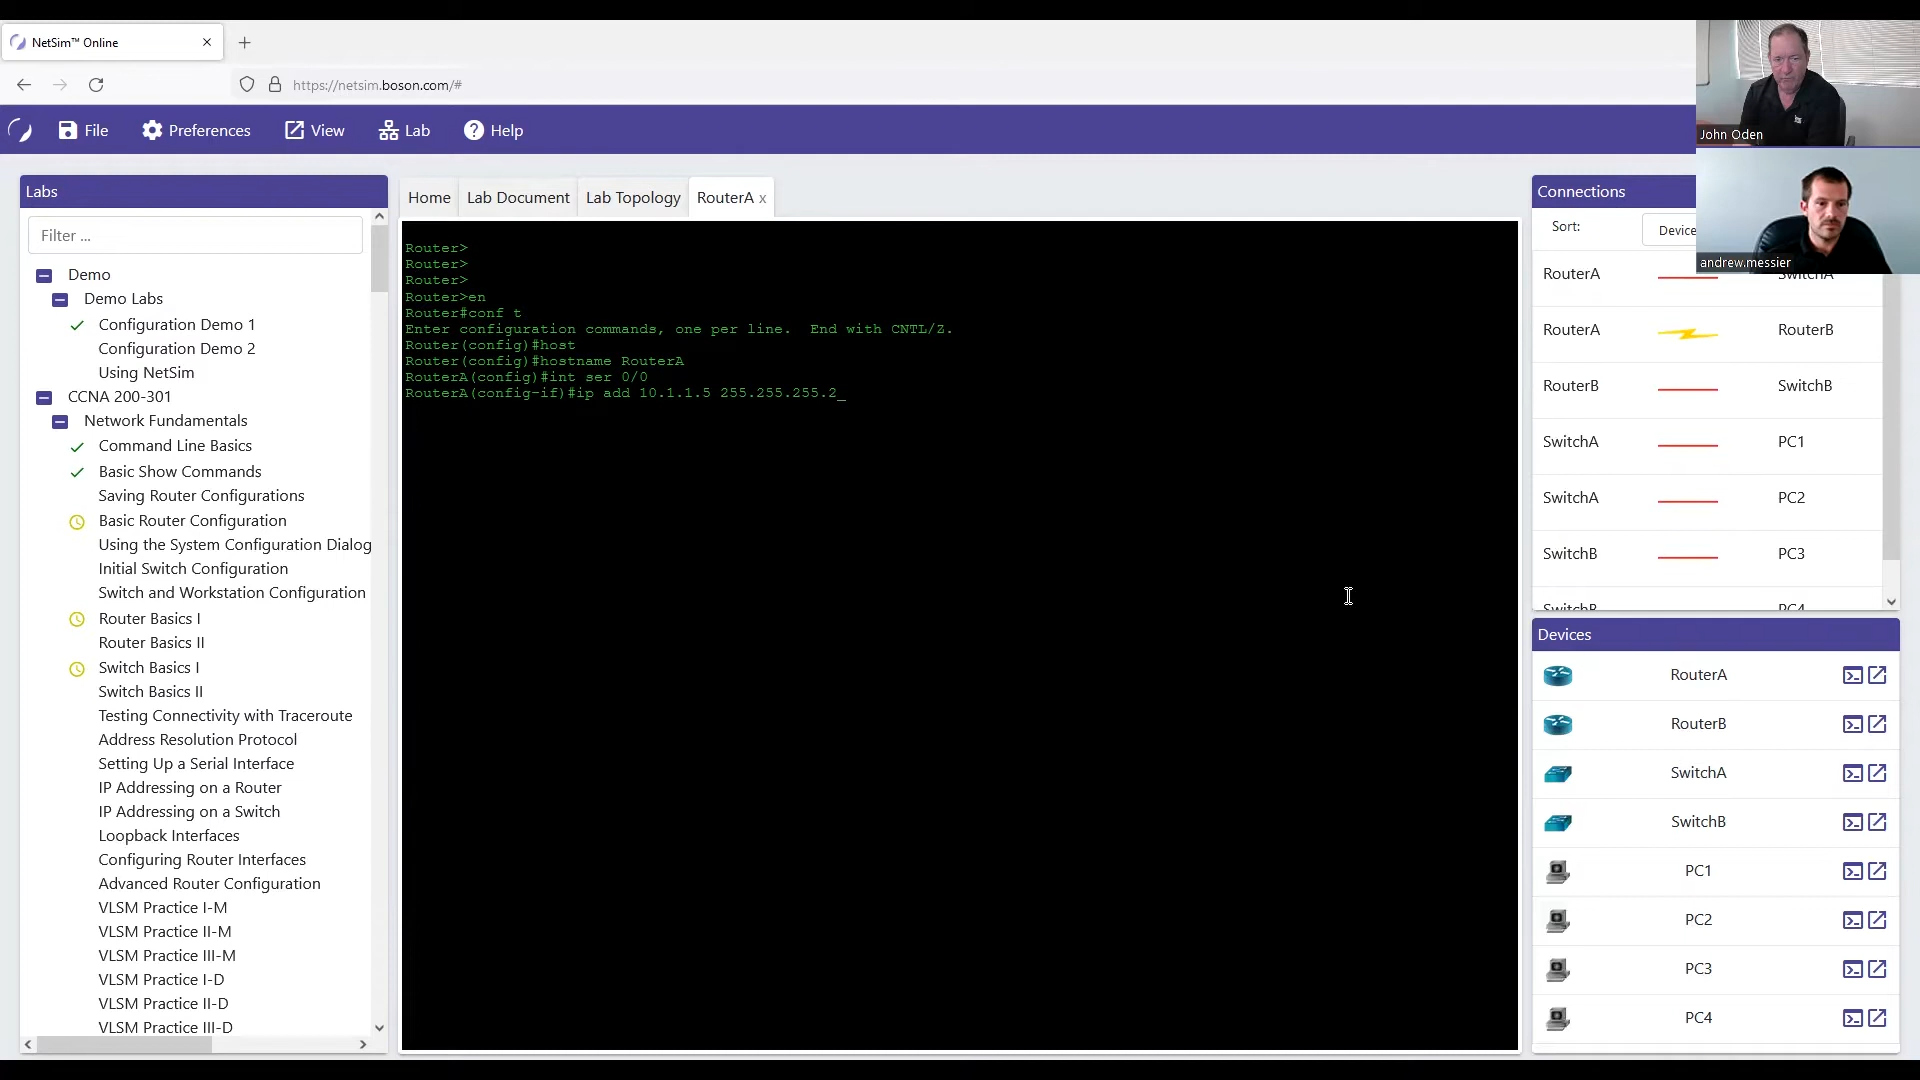 NetSim™ Online
https://netsim.boson.com/#
File
Preferences
View
Lab
Help
John Oden
andrew.messier
Labs
Filter ...
Demo
Demo Labs
Configuration Demo 1
Configuration Demo 2
Using NetSim
CCNA 200-301
Network Fundamentals
Command Line Basics
Basic Show Commands
Saving Router Configurations
Basic Router Configuration
Using the System Configuration Dialog
Initial Switch Configuration
Switch and Workstation Configuration
Router Basics I
Router Basics II
Switch Basics I
Switch Basics II
Testing Connectivity with Traceroute
Address Resolution Protocol
Setting Up a Serial Interface
IP Addressing on a Router
IP Addressing on a Switch
Loopback Interfaces
Configuring Router Interfaces
Advanced Router Configuration
VLSM Practice I-M
VLSM Practice II-M
VLSM Practice III-M
VLSM Practice I-D
VLSM Practice II-D
VLSM Practice III-D
Home
Lab Document
Lab Topology
RouterA x
Router>
Router>
Router>
Router>en
Router#conf t
Enter configuration commands, one per line.  End with CNTL/Z.
Router(config)#host
Router(config)#hostname RouterA
RouterA(config)#int ser 0/0
RouterA(config-if)#ip add 10.1.1.5 255.255.255.2_
Connections
Sort:
Device
RouterA SwitchA
RouterA RouterB
RouterB SwitchB
SwitchA PC1
SwitchA PC2
SwitchB PC3
SwitchB PC4
Devices
RouterA
RouterB
SwitchA
SwitchB
PC1
PC2
PC3
PC4